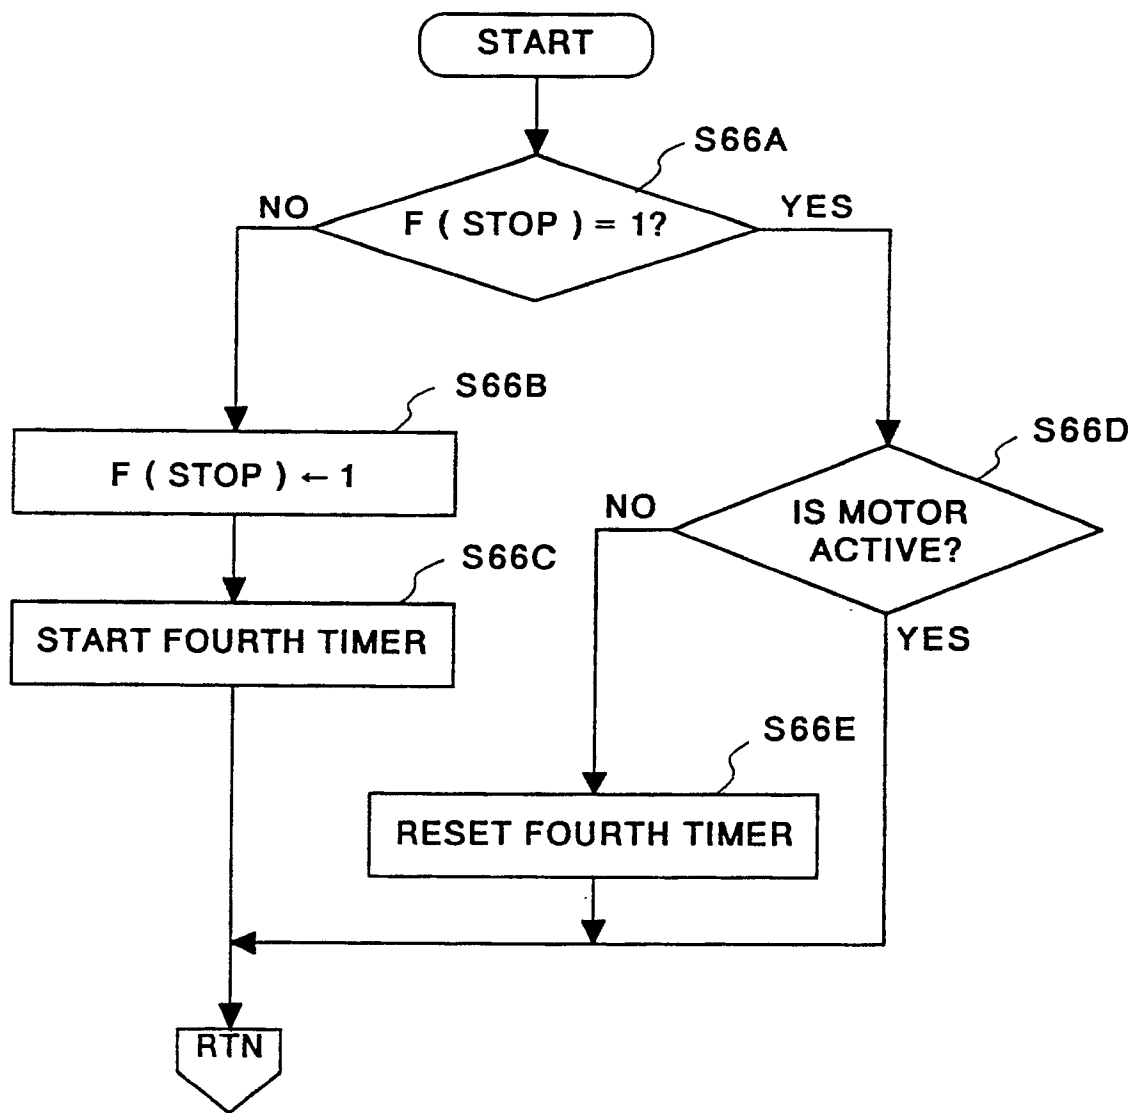 START
S66A
NO
F ( STOP ) = 1?
YES
S66B
F ( STOP ) ← 1
S66D
NO
IS MOTOR
ACTIVE?
S66C
START FOURTH TIMER
YES
S66E
RESET FOURTH TIMER
RTN